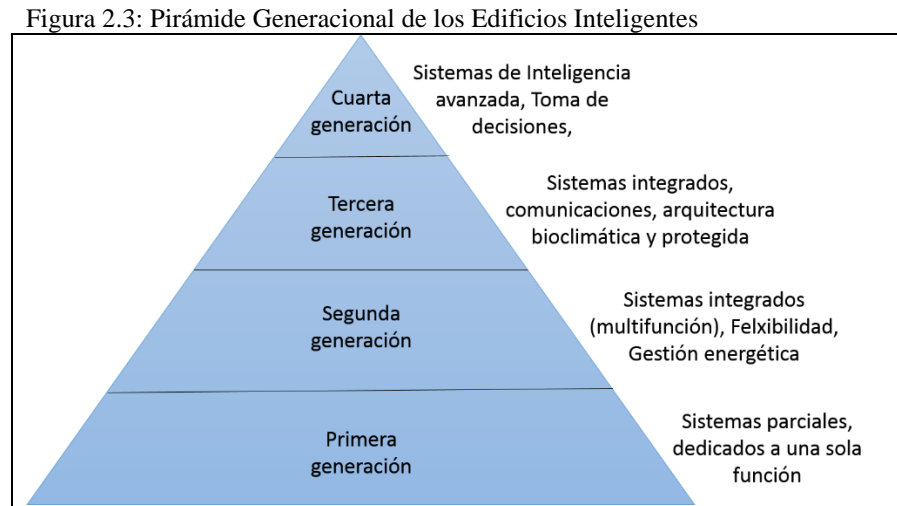 Figura 2.3: Pirámide Generacional de los Edificios Inteligentes
Cuarta
generación
Sistemas de Inteligencia
avanzada, Toma de
decisiones,
Tercera
generación
Sistemas integrados,
comunicaciones, arquitectura
bioclimática y protegida
Segunda
generación
Sistemas integrados
(multifunción), Felxibilidad,
Gestión energética
Primera
generación
Sistemas parciales,
dedicados a una sola
función